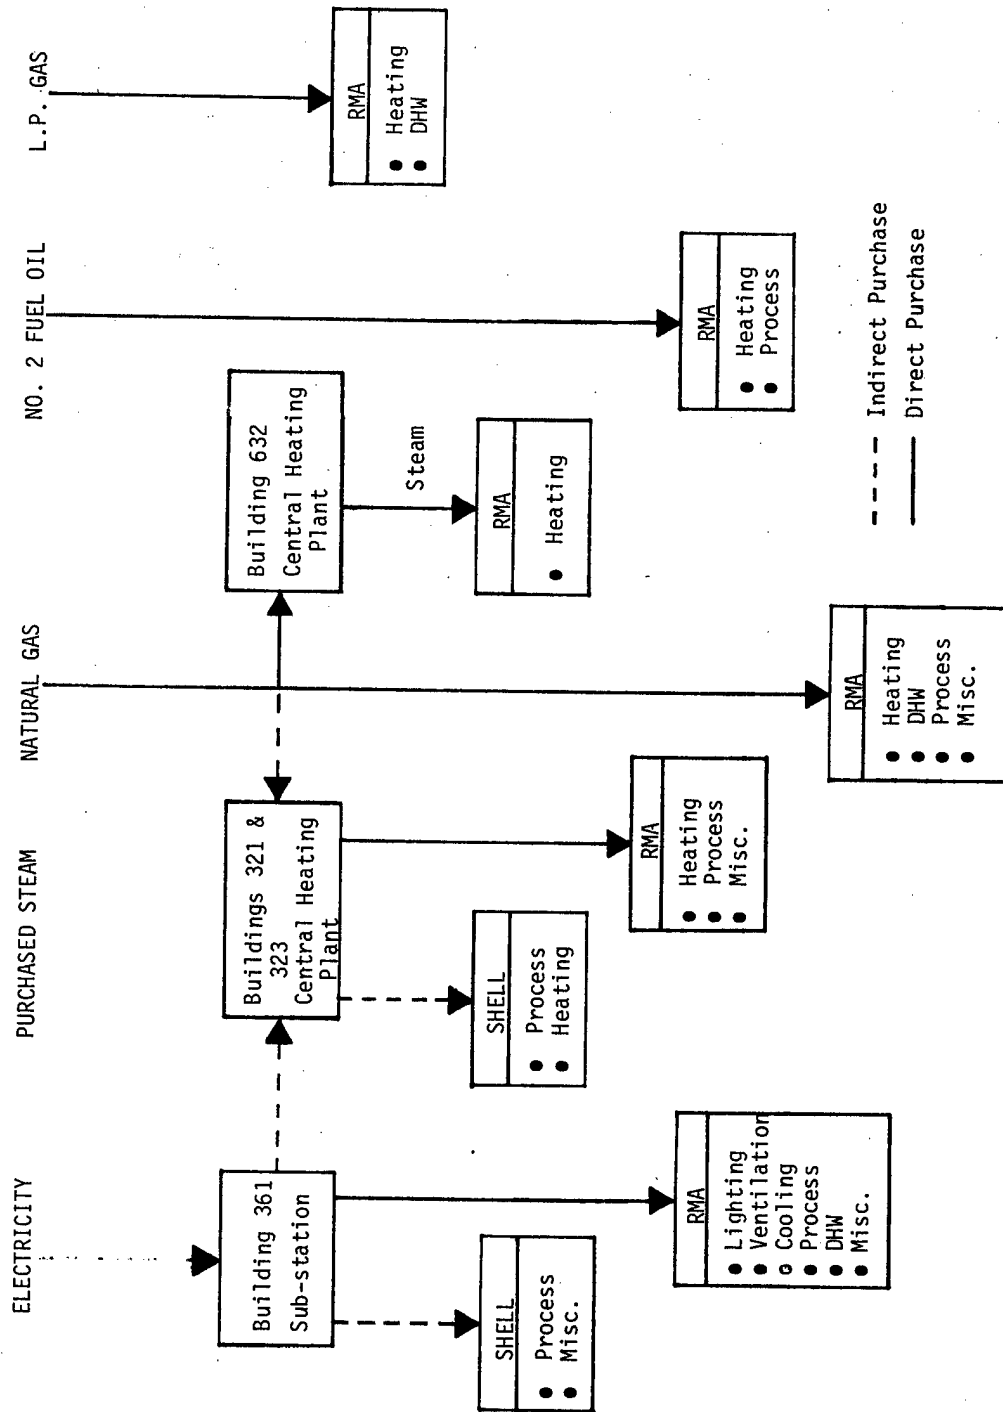 ELECTRICITY
PURCHASED STEAM
NATURAL GAS
NO. 2 FUEL OIL
L.P. GAS
Building 361
Sub-station
Buildings 321 &
323
Central Heating
Plant
Building 632
Central Heating
Plant
Steam
SHELL
● Process
● Misc.
RMA
● Lighting
● Ventilation
● Cooling
● Process
● DHW
● Misc.
SHELL
● Process
● Heating
RMA
● Heating
● Process
● Misc.
RMA
● Heating
● DHW
● Process
● Misc.
RMA
● Heating
RMA
● Heating
● Process
RMA
● Heating
● DHW
Indirect Purchase
Direct Purchase